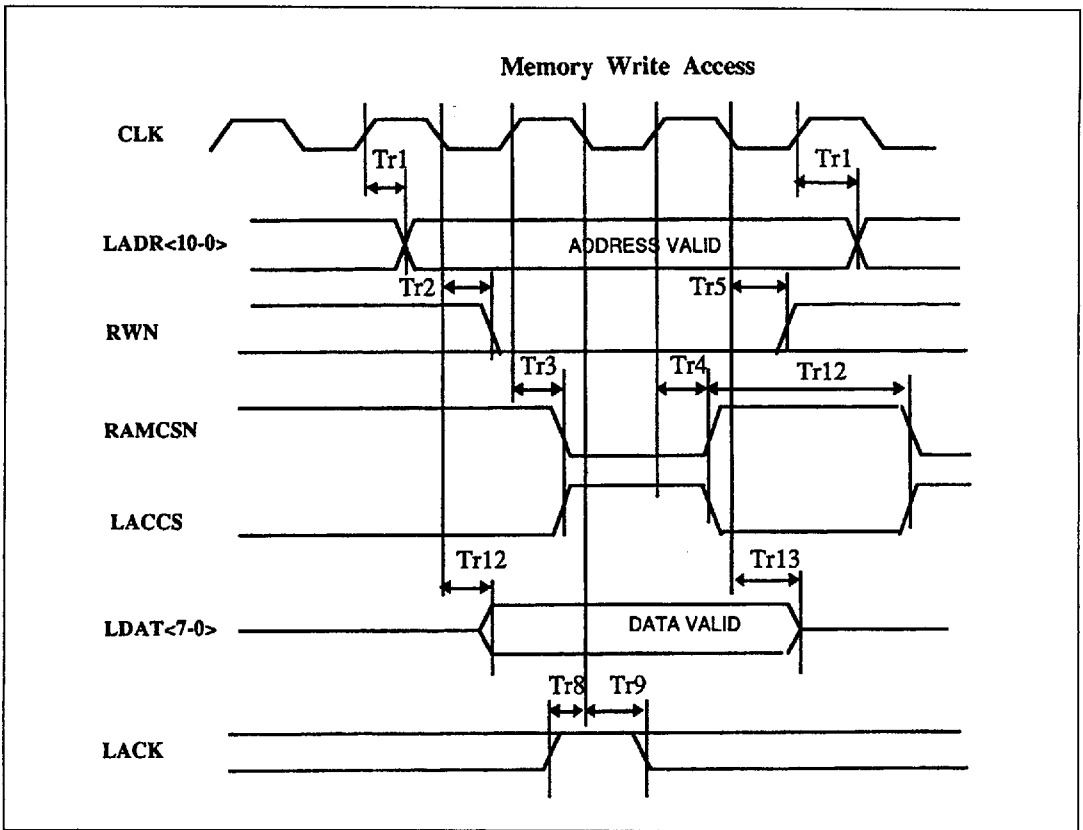 Memory Write Access
CLK
Tr1 Tr1
LADR<10-0> ADDRESS VALID
Tr2 Tr5
RWN
Tr3 Tr4 Tr12
RAMCSN
LACCS
Tr12 Tr13
LDAT<7-0> DATA VALID
Tr8 Tr9
LACK